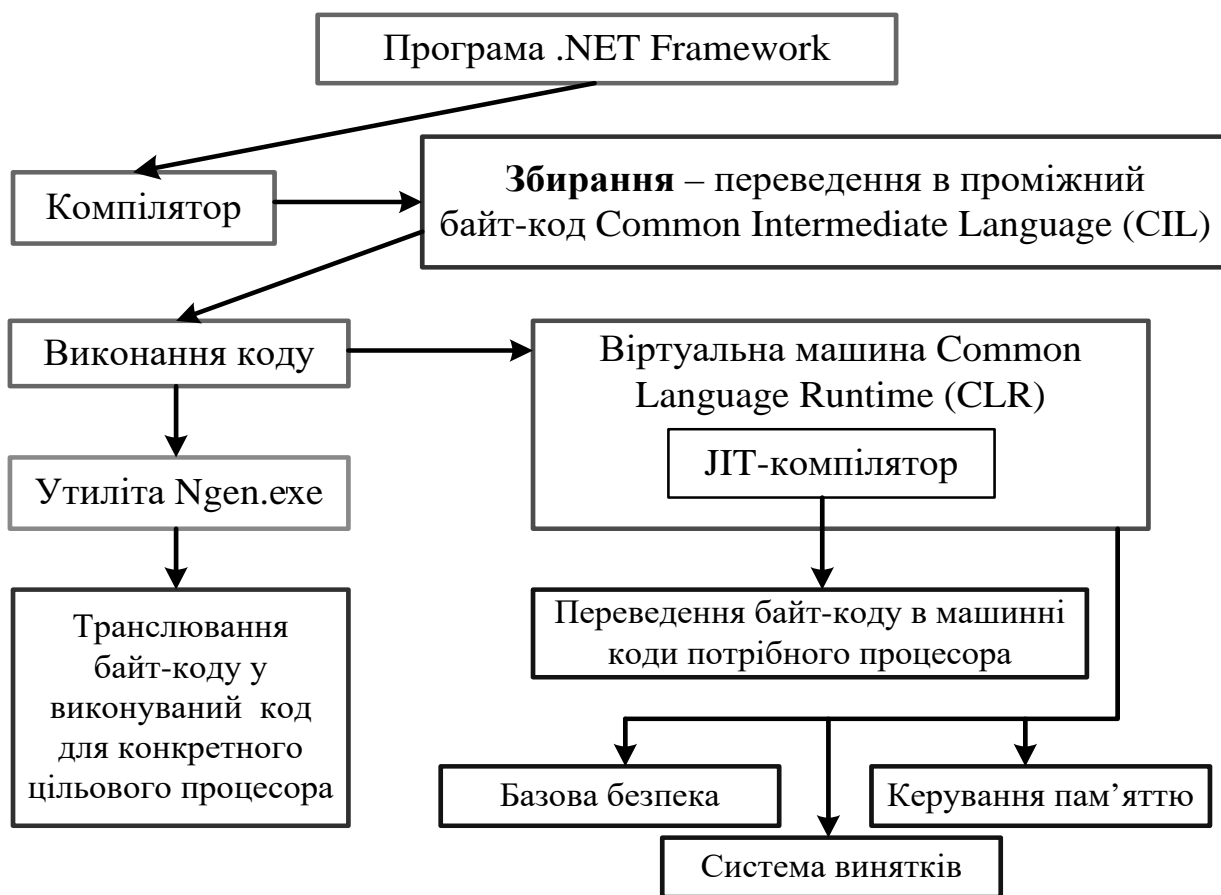 Програма .NET Framework
Компілятор
Збирання – переведення в проміжний
байт-код Common Intermediate Language (CIL)
Виконання коду
Віртуальна машина Common
Language Runtime (CLR)
JIT-компілятор
Утиліта Ngen.exe
Переведення байт-коду в машинні
коди потрібного процесора
Транслювання
байт-коду у
виконуваний код
для конкретного
цільового процесора
Базова безпека
Керування пам’яттю
Система винятків